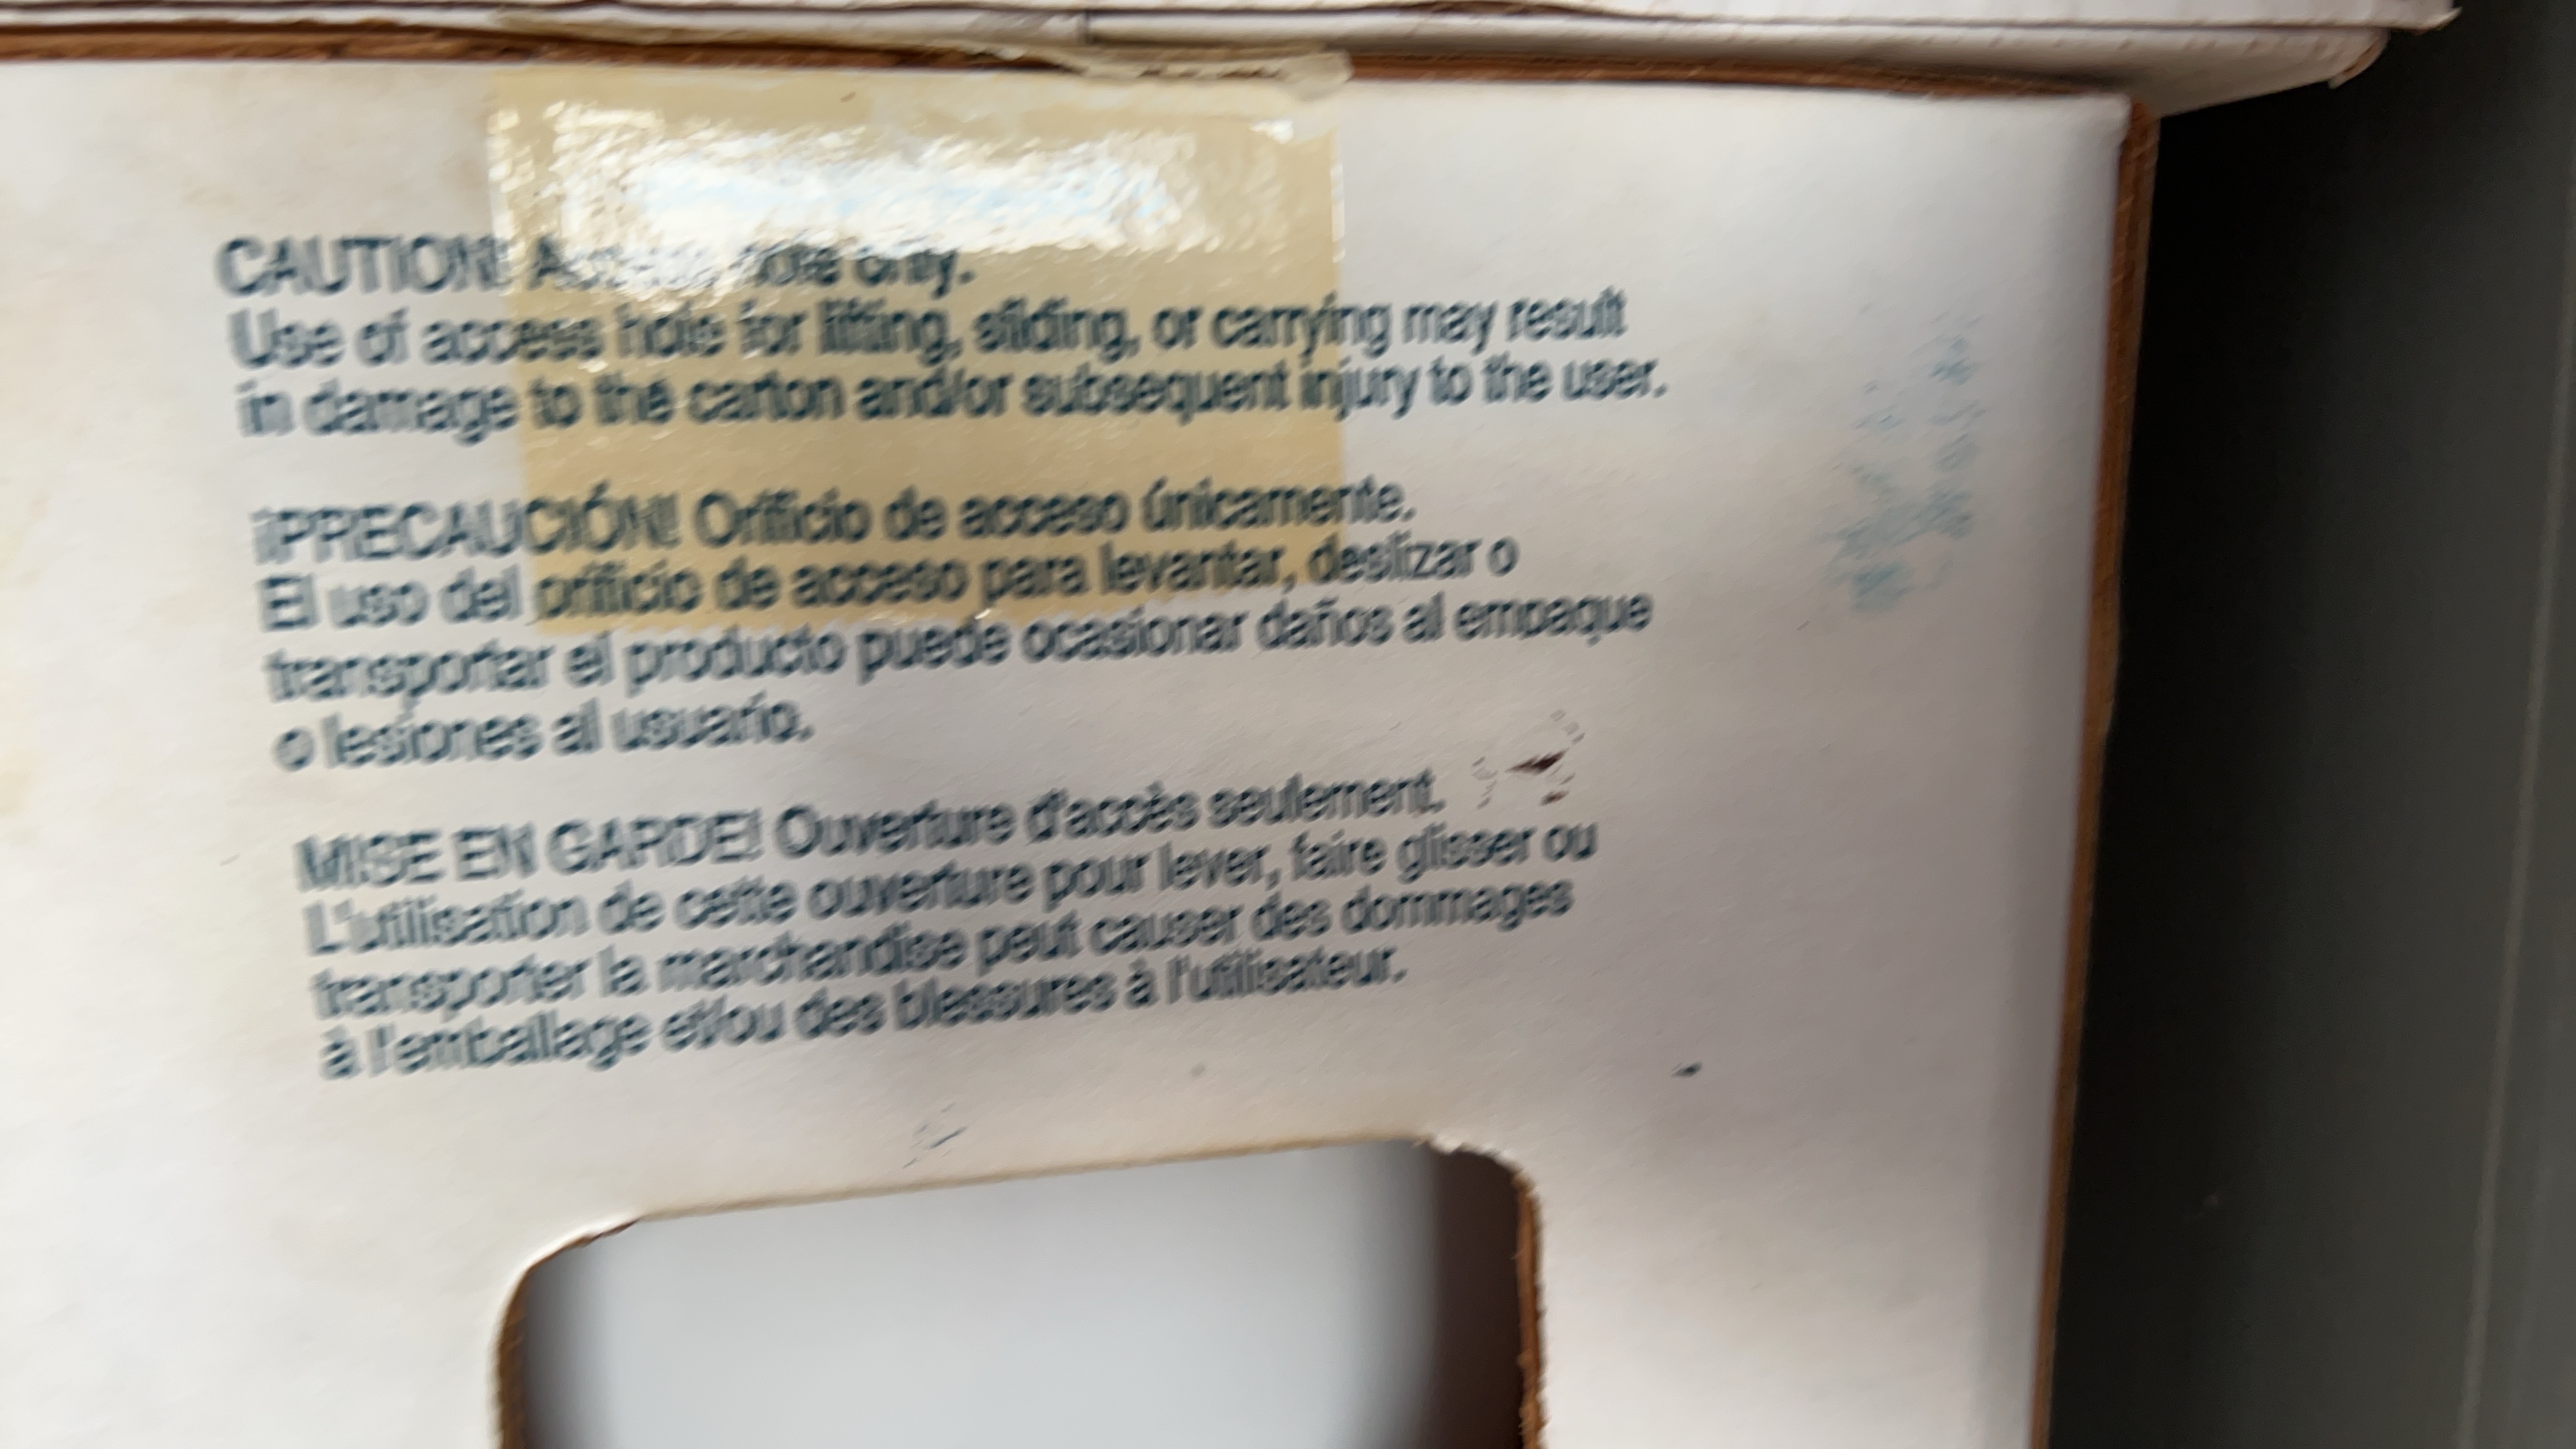 CAUTION! Access hole only.
Use of access hole for lifting, sliding, or carrying may result
in damage to the carton and/or subsequent injury to the user.
¡PRECAUCIÓN! Orificio de acceso únicamente.
El uso del orificio de acceso para levantar, deslizar o
transportar el producto puede ocasionar daños al empaque
o lesiones al usuario.
MISE EN GARDE! Ouverture d'accès seulement.
L'utilisation de cette ouverture pour lever, faire glisser ou
transporter la marchandise peut causer des dommages
à l'emballage et/ou des blessures à l'utilisateur.